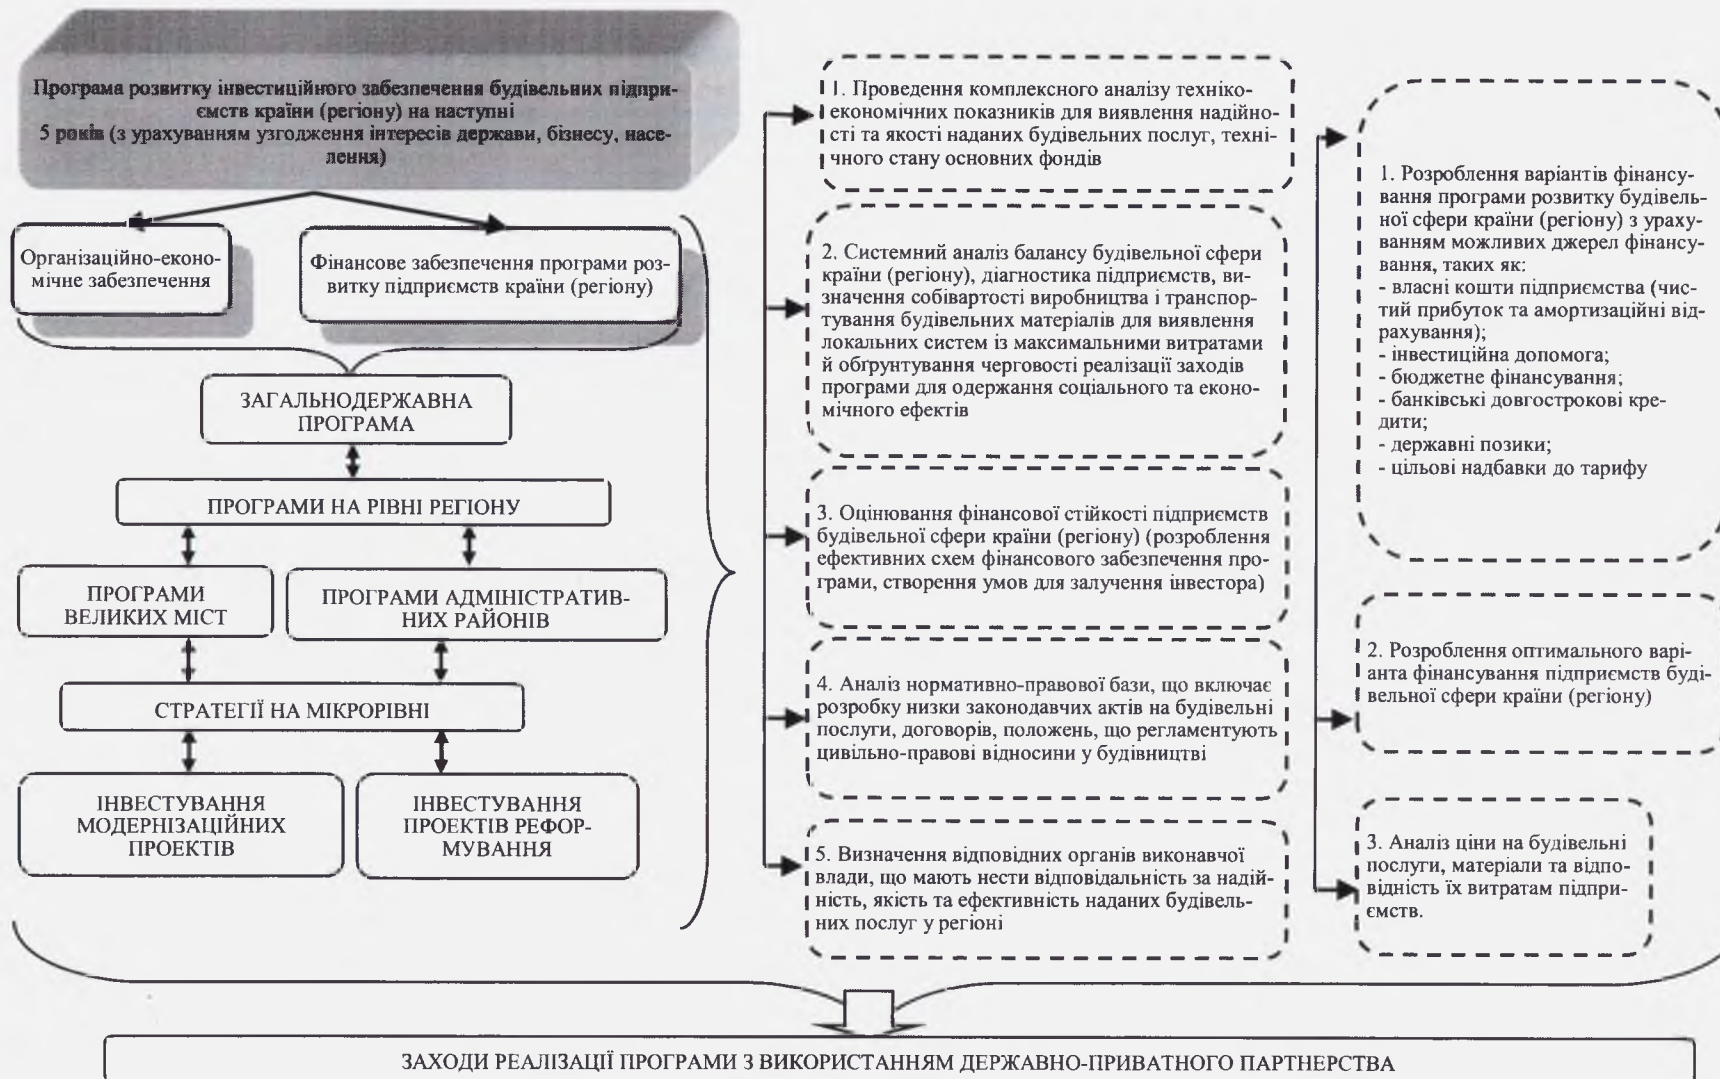 Програма розвитку інвестиційного забезпечення будівельних підпри-
ємств країни (регіону) на наступні
5 років (з урахуванням узгодження інтересів держави, бізнесу, насе-
лення)
Організаційно-еконо-
мічне забезпечення
Фінансове забезпечення програми роз-
витку підприємств країни (регіону)
ЗАГАЛЬНОДЕРЖАВНА
ПРОГРАМА
ПРОГРАМИ НА РІВНІ РЕГІОНУ
ПРОГРАМИ
ВЕЛИКИХ МІСТ
ПРОГРАМИ АДМІНІСТРАТИВ-
НИХ РАЙОНІВ
СТРАТЕГІЇ НА МІКРОРІВНІ
ІНВЕСТУВАННЯ
МОДЕРНІЗАЦІЙНИХ
ПРОЕКТІВ
ІНВЕСТУВАННЯ
ПРОЕКТІВ РЕФОР-
МУВАННЯ
1. Проведення комплексного аналізу техніко-
економічних показників для виявлення надійно-
сті та якості наданих будівельних послуг, техні-
чного стану основних фондів
2. Системний аналіз балансу будівельної сфери
країни (регіону), діагностика підприємств, ви-
значення собівартості виробництва і транспор-
тування будівельних матеріалів для виявлення
локальних систем із максимальними витратами
й обґрунтування черговості реалізації заходів
програми для одержання соціального та еконо-
мічного ефектів
3. Оцінювання фінансової стійкості підприємств
будівельної сфери країни (регіону) (розроблення
ефективних схем фінансового забезпечення про-
грами, створення умов для залучення інвестора)
4. Аналіз нормативно-правової бази, що включає
розробку низки законодавчих актів на будівельні
послуги, договорів, положень, що регламентують
цивільно-правові відносини у будівництві
5. Визначення відповідних органів виконавчої
влади, що мають нести відповідальність за надій-
ність, якість та ефективність наданих будівель-
них послуг у регіоні
1. Розроблення варіантів фінансу-
вання програми розвитку будівель-
ної сфери країни (регіону) з ураху-
ванням можливих джерел фінансу-
вання, таких як:
- власні кошти підприємства (чис-
тий прибуток та амортизаційні від-
рахування);
- інвестиційна допомога;
- бюджетне фінансування;
- банківські довгострокові кре-
дити;
- державні позики;
- цільові надбавки до тарифу
2. Розроблення оптимального варі-
анта фінансування підприємств буді-
вельної сфери країни (регіону)
3. Аналіз ціни на будівельні
послуги, матеріали та відпо-
відність їх витратам підпри-
ємств.
ЗАХОДИ РЕАЛІЗАЦІЇ ПРОГРАМИ З ВИКОРИСТАННЯМ ДЕРЖАВНО-ПРИВАТНОГО ПАРТНЕРСТВА